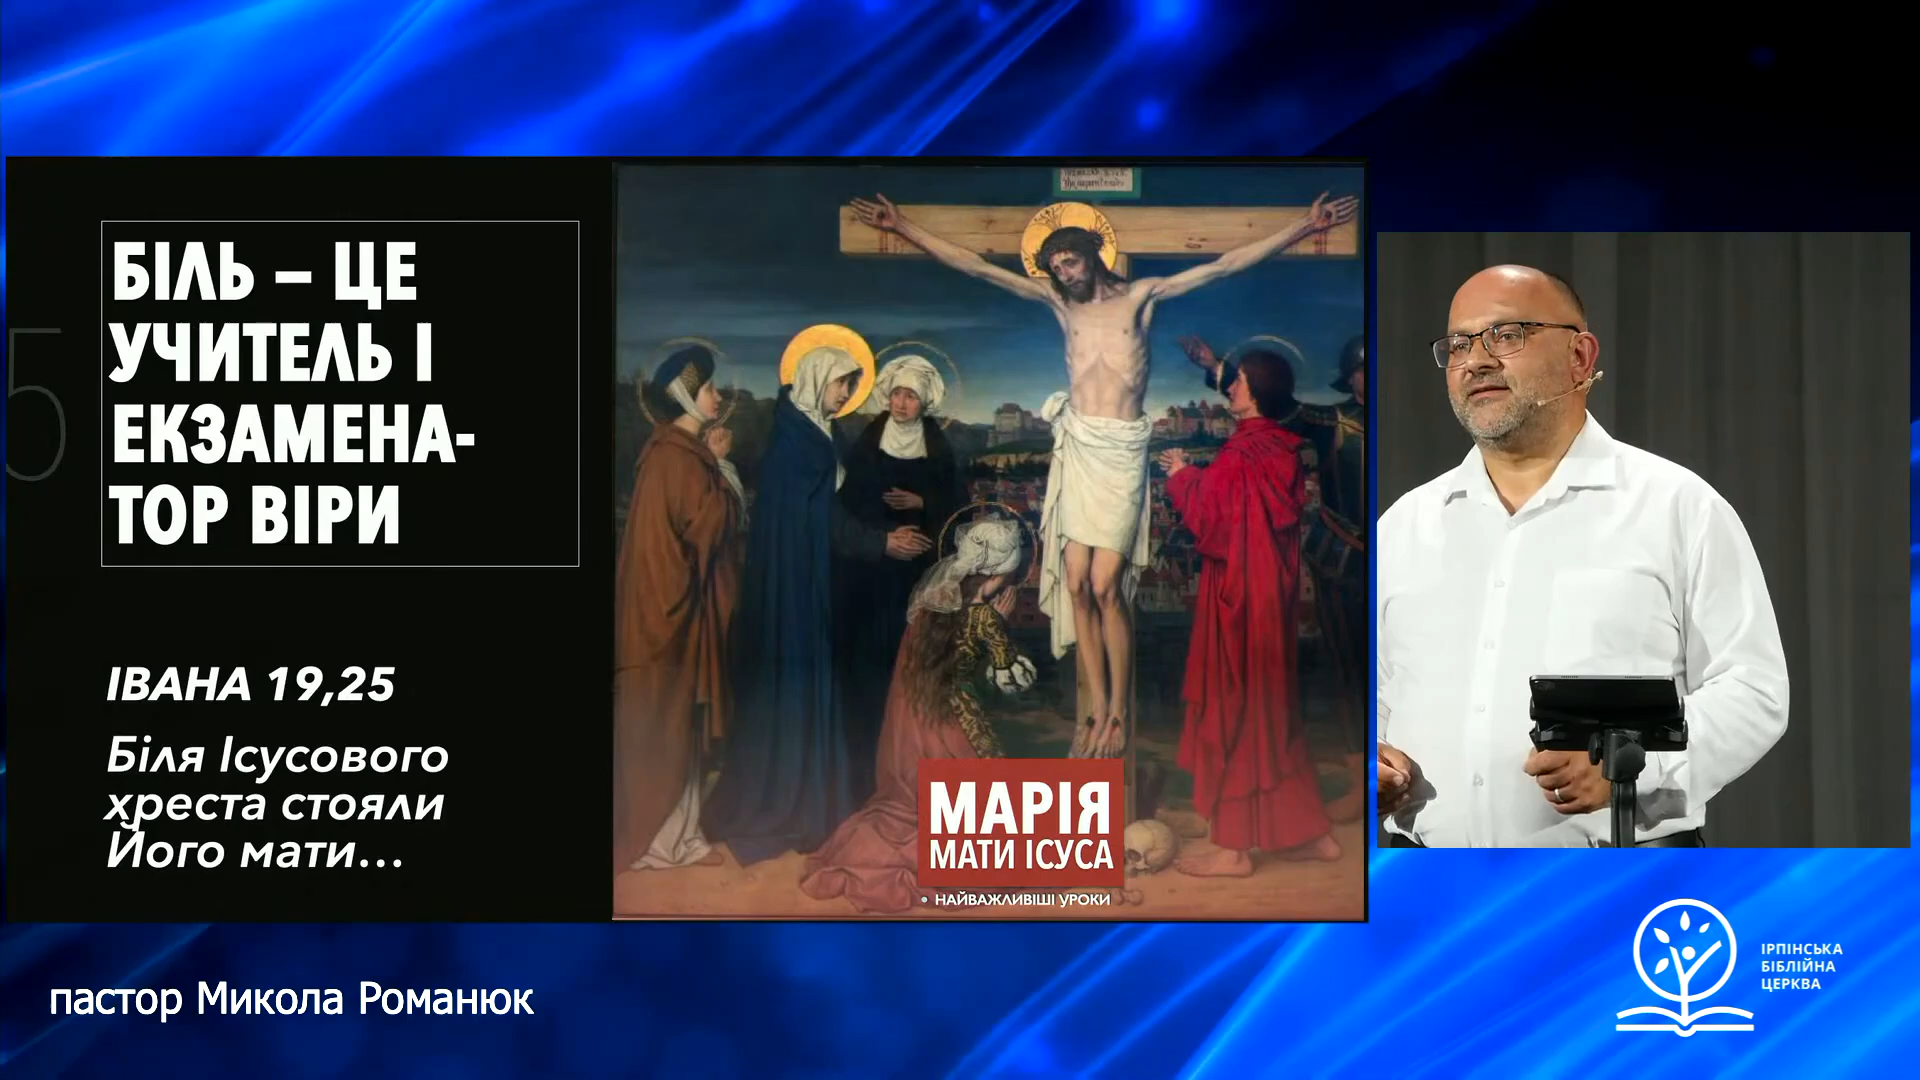 5
БІЛЬ – ЦЕ
УЧИТЕЛЬ І
ЕКЗАМЕНА-
ТОР ВІРИ
ІВАНА 19,25
Біля Ісусового
хреста стояли
Його мати...
МАРІЯ
МАТИ ІСУСА
• НАЙВАЖЛИВІШІ УРОКИ
пастор Микола Романюк
ІРПІНСЬКА
БІБЛІЙНА
ЦЕРКВА